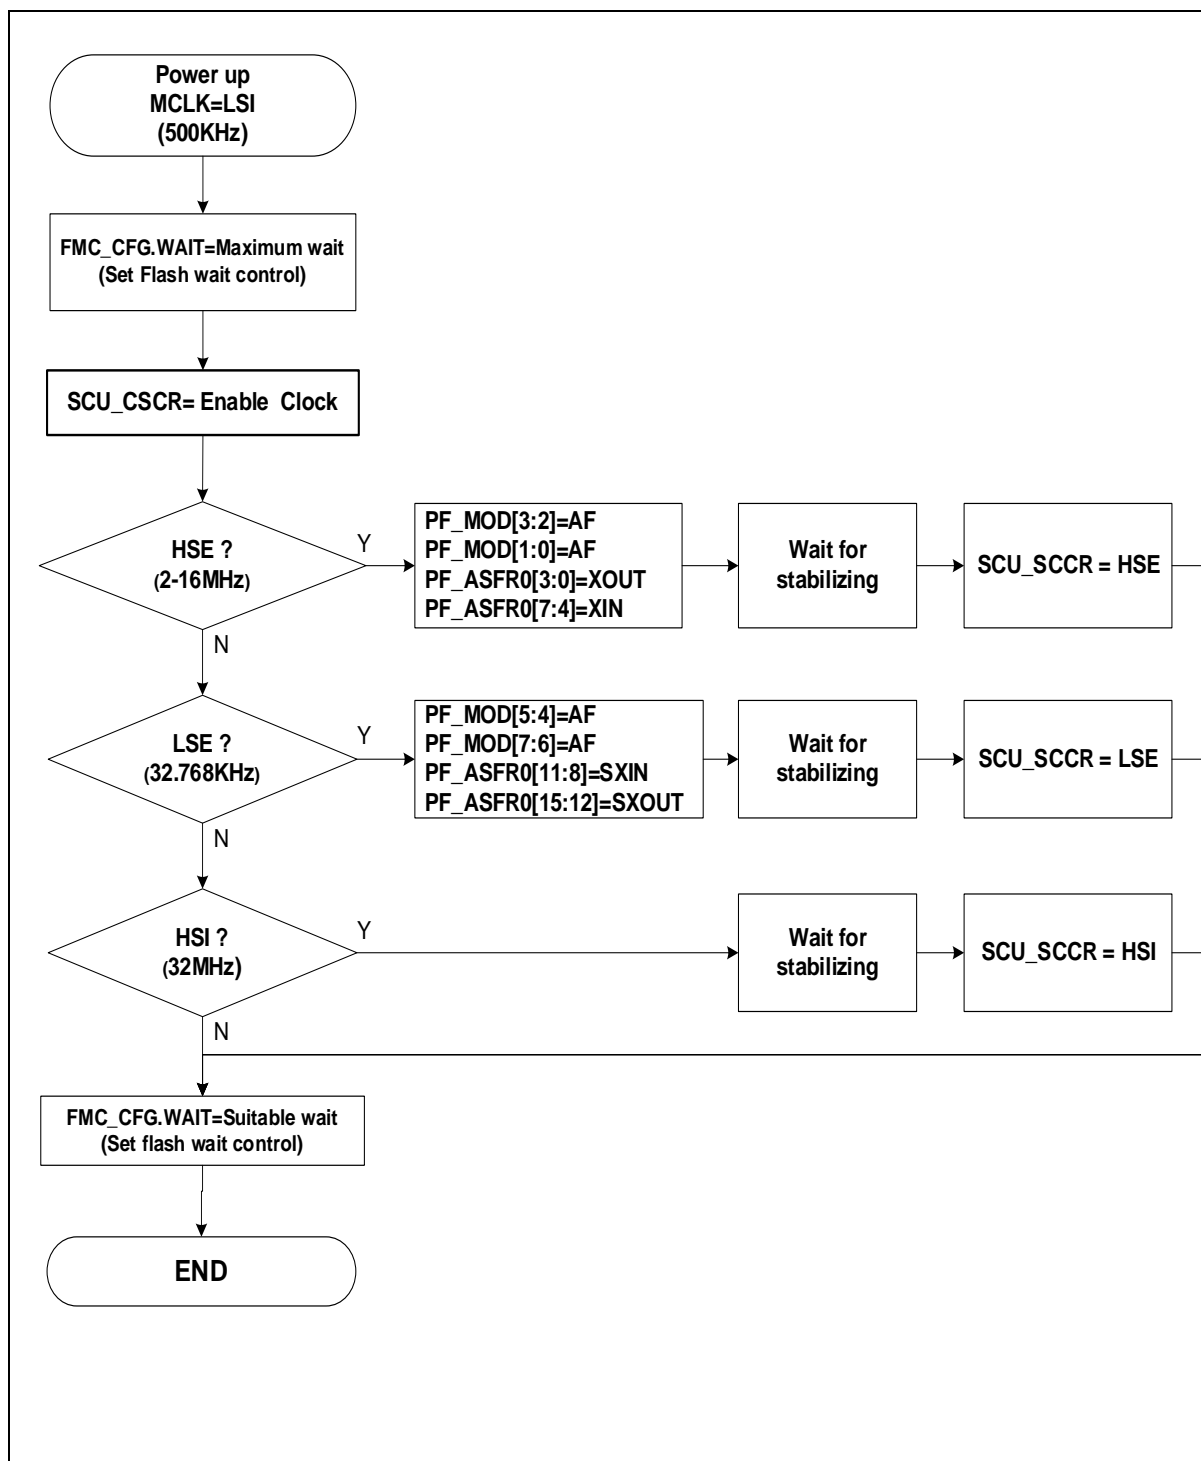 Power up
MCLK=LSI
(500KHz)
FMC_CFG.WAIT=Maximum wait
(Set Flash wait control)
SCU_CSCR= Enable Clock
HSE ?
(2-16MHz)
Y
N
PF_MOD[3:2]=AF
PF_MOD[1:0]=AF
PF_ASFR0[3:0]=XOUT
PF_ASFR0[7:4]=XIN
Wait for
stabilizing
SCU_SCCR = HSE
LSE ?
(32.768KHz)
Y
N
PF_MOD[5:4]=AF
PF_MOD[7:6]=AF
PF_ASFR0[11:8]=SXIN
PF_ASFR0[15:12]=SXOUT
Wait for
stabilizing
SCU_SCCR = LSE
HSI ?
(32MHz)
Y
N
Wait for
stabilizing
SCU_SCCR = HSI
FMC_CFG.WAIT=Suitable wait
(Set flash wait control)
END